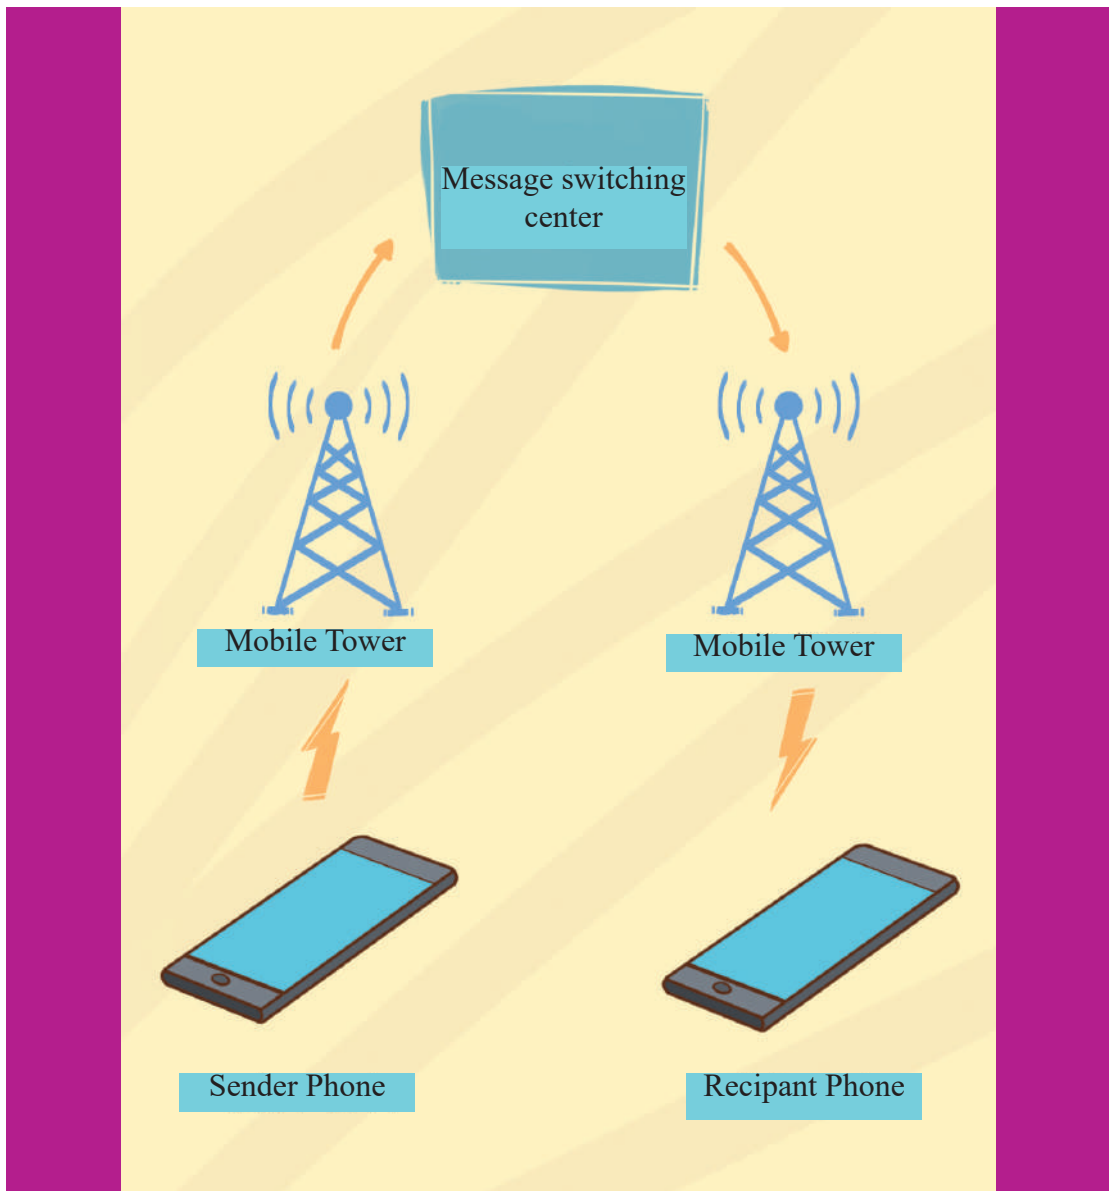 Message switching
center
Mobile Tower
Mobile Tower
Sender Phone
Recipant Phone